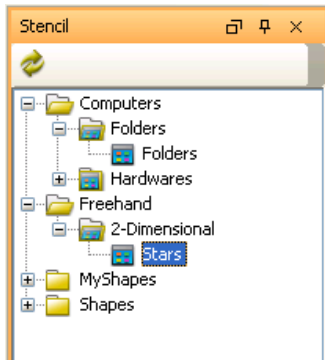 Stencil
Computers
Folders
Folders
Hardwares
Freehand
2-Dimensional
Stars
MyShapes
Shapes